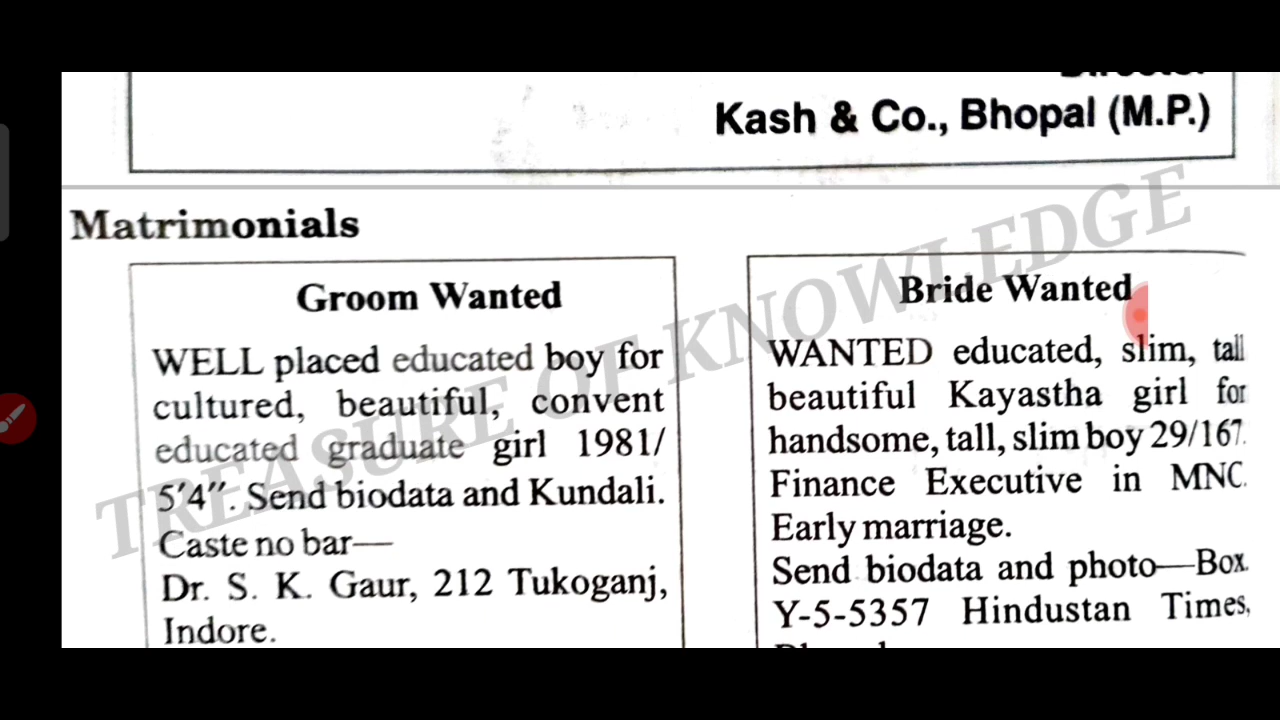 Kash & Co., Bhopal (M.P.)
Matrimonials
Groom Wanted
WELL placed educated boy for
cultured, beautiful, convent
educated graduate girl 1981/
5′4″. Send biodata and Kundali.
Caste no bar—
Dr. S. K. Gaur, 212 Tukoganj,
Indore.
Bride Wanted
WANTED educated, slim, tall
beautiful Kayastha girl for
handsome, tall, slim boy 29/167.
Finance Executive in MNC.
Early marriage.
Send biodata and photo—Box.
Y-5-5357 Hindustan Times,
TREASURE OF KNOWLEDGE